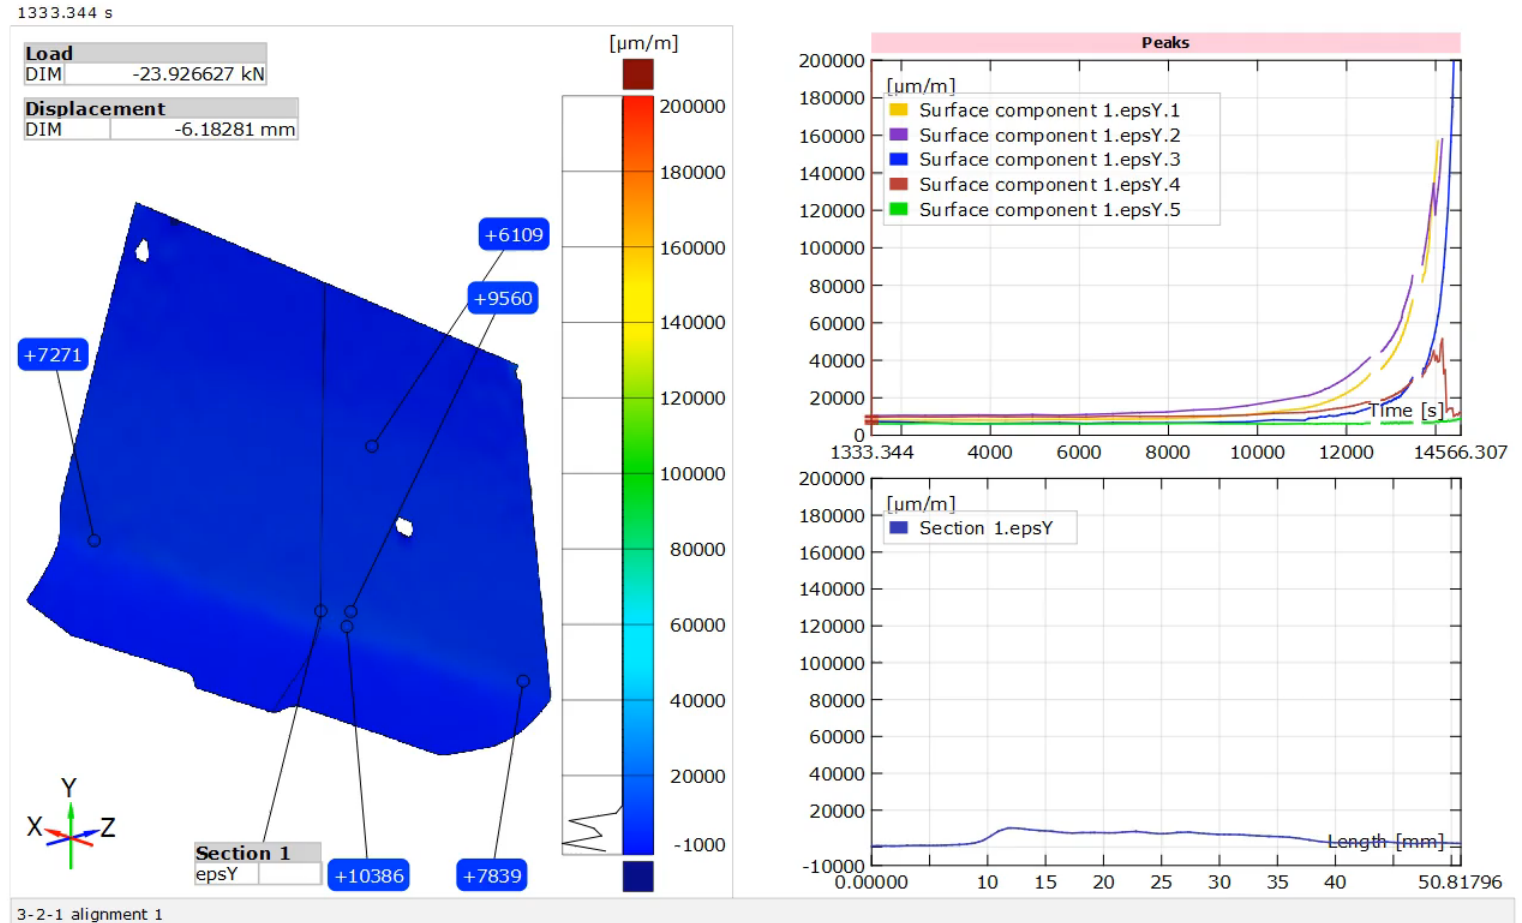 1333.344 s
Load
DIM -23.926627 kN
Displacement
DIM -6.18281 mm
[µm/m]
200000
180000
160000
140000
120000
100000
80000
60000
40000
20000
-1000
+6109
+9560
+7271
+10386
+7839
Section 1
epsY
Y
X
Z
3-2-1 alignment 1
Peaks
[µm/m]
Surface component 1.epsY.1
Surface component 1.epsY.2
Surface component 1.epsY.3
Surface component 1.epsY.4
Surface component 1.epsY.5
200000
180000
160000
140000
120000
100000
80000
60000
40000
20000
0
Time [s]
1333.344 4000 6000 8000 10000 12000 14566.307
[µm/m]
Section 1.epsY
200000
180000
160000
140000
120000
100000
80000
60000
40000
20000
-10000
Length [mm]
0.00000 10 15 20 25 30 35 40 50.81796